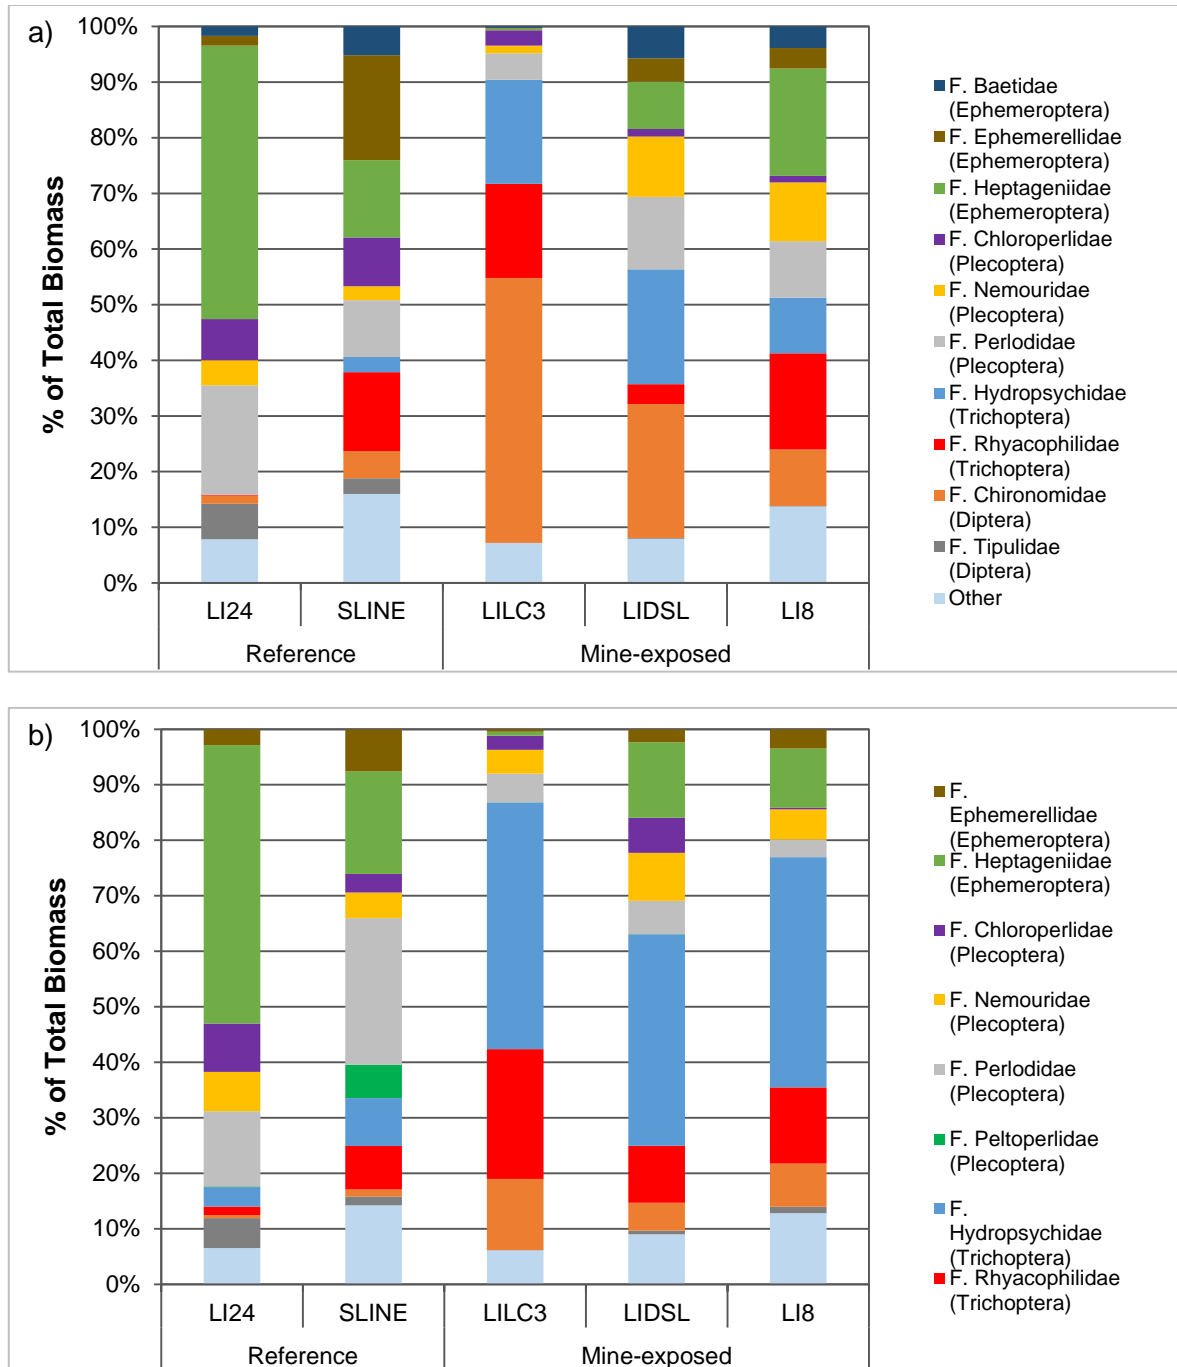 a)
100%
90%
80%
70%
60%
50%
40%
30%
20%
10%
0%
% of Total Biomass
LI24 SLINE LILC3 LIDSL LI8
Reference Mine-exposed
F. Baetidae
(Ephemeroptera)
F. Ephemerellidae
(Ephemeroptera)
F. Heptageniidae
(Ephemeroptera)
F. Chloroperlidae
(Plecoptera)
F. Nemouridae
(Plecoptera)
F. Perlodidae
(Plecoptera)
F. Hydropsychidae
(Trichoptera)
F. Rhyacophilidae
(Trichoptera)
F. Chironomidae
(Diptera)
F. Tipulidae
(Diptera)
Other
b)
100%
90%
80%
70%
60%
50%
40%
30%
20%
10%
0%
% of Total Biomass
LI24 SLINE LILC3 LIDSL LI8
Reference Mine-exposed
F.
Ephemerellidae
(Ephemeroptera)
F. Heptageniidae
(Ephemeroptera)
F. Chloroperlidae
(Plecoptera)
F. Nemouridae
(Plecoptera)
F. Perlodidae
(Plecoptera)
F. Peltoperlidae
(Plecoptera)
F.
Hydropsychidae
(Trichoptera)
F. Rhyacophilidae
(Trichoptera)